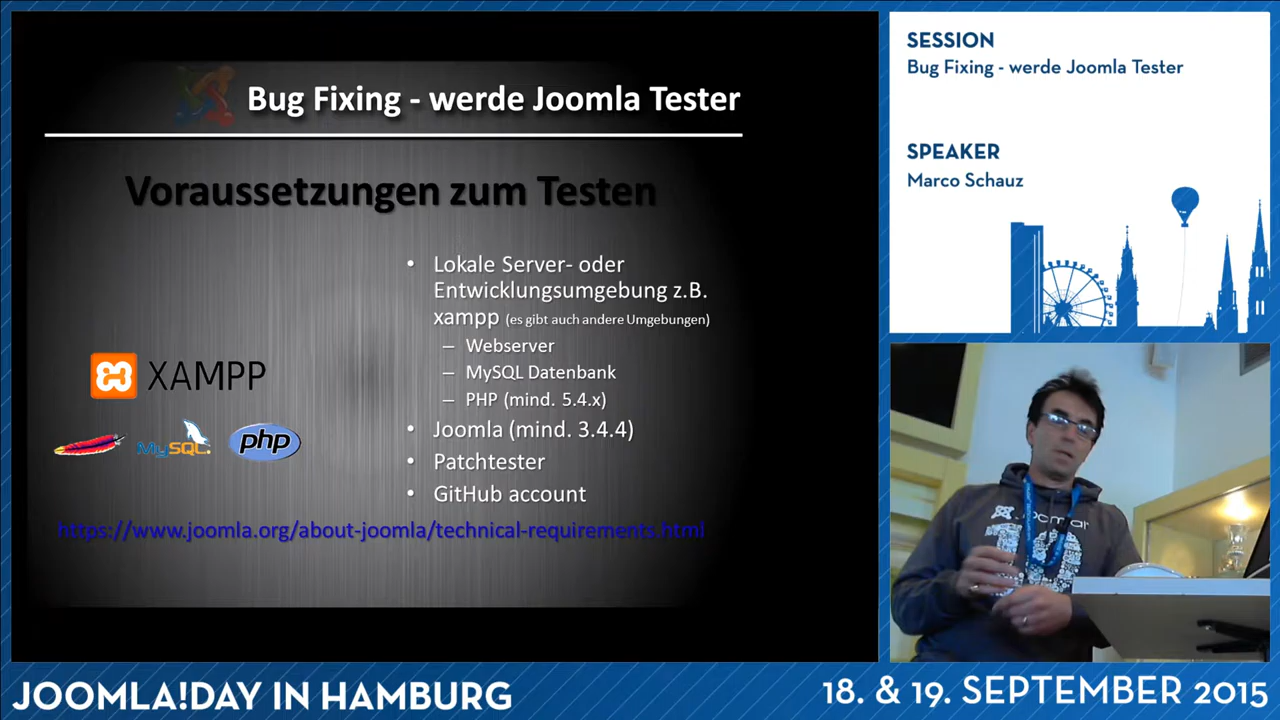 Bug Fixing - werde Joomla Tester
Voraussetzungen zum Testen
• Lokale Server- oder
Entwicklungsumgebung z.B.
xampp (es gibt auch andere Umgebungen)
– Webserver
– MySQL Datenbank
– PHP (mind. 5.4.x)
• Joomla (mind. 3.4.4)
• Patchtester
• GitHub account
XAMPP
MySQL
php
https://www.joomla.org/about-joomla/technical-requirements.html
SESSION
Bug Fixing - werde Joomla Tester
SPEAKER
Marco Schauz
JOOMLA!DAY IN HAMBURG
18. & 19. SEPTEMBER 2015